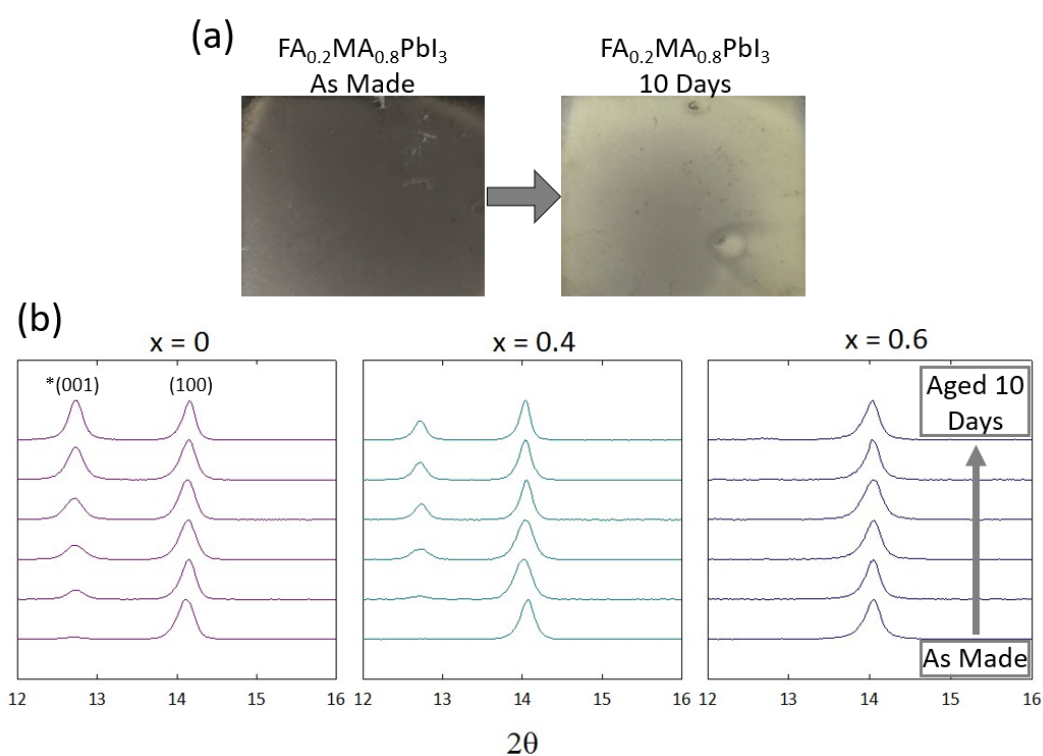 (a)
FA₀.₂MA₀.₈PbI₃
As Made
FA₀.₂MA₀.₈PbI₃
10 Days
(b)
x = 0
x = 0.4
x = 0.6
*(001)
(100)
Aged 10
Days
As Made
12 13 14 15 16
12 13 14 15 16
12 13 14 15 16
2θ